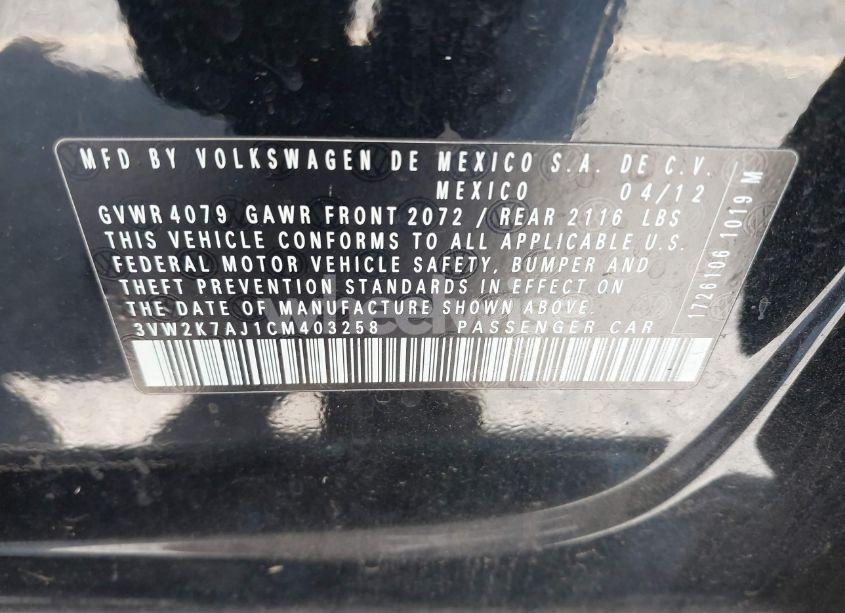 MFD BY VOLKSWAGEN DE MEXICO S.A. DE C.V.
MEXICO 04/12
GVWR 4079 GAWR FRONT 2072 / REAR 2116 LBS
THIS VEHICLE CONFORMS TO ALL APPLICABLE U.S.
FEDERAL MOTOR VEHICLE SAFETY, BUMPER AND
THEFT PREVENTION STANDARDS IN EFFECT ON
THE DATE OF MANUFACTURE SHOWN ABOVE.
3VW2K7AJ1CM403258 PASSENGER CAR
1726106 1019 M